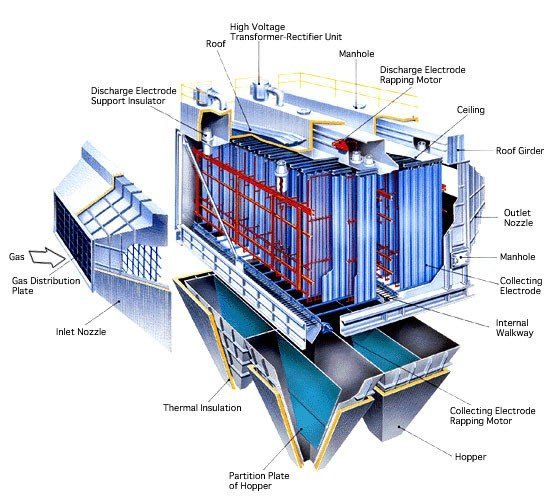 High Voltage
Transformer-Rectifier Unit
Roof
Manhole
Discharge Electrode
Rapping Motor
Discharge Electrode
Support Insulator
Ceiling
Roof Girder
Outlet
Nozzle
Gas
Manhole
Gas Distribution
Plate
Collecting
Electrode
Inlet Nozzle
Internal
Walkway
Thermal Insulation
Collecting Electrode
Rapping Motor
Hopper
Partition Plate
of Hopper